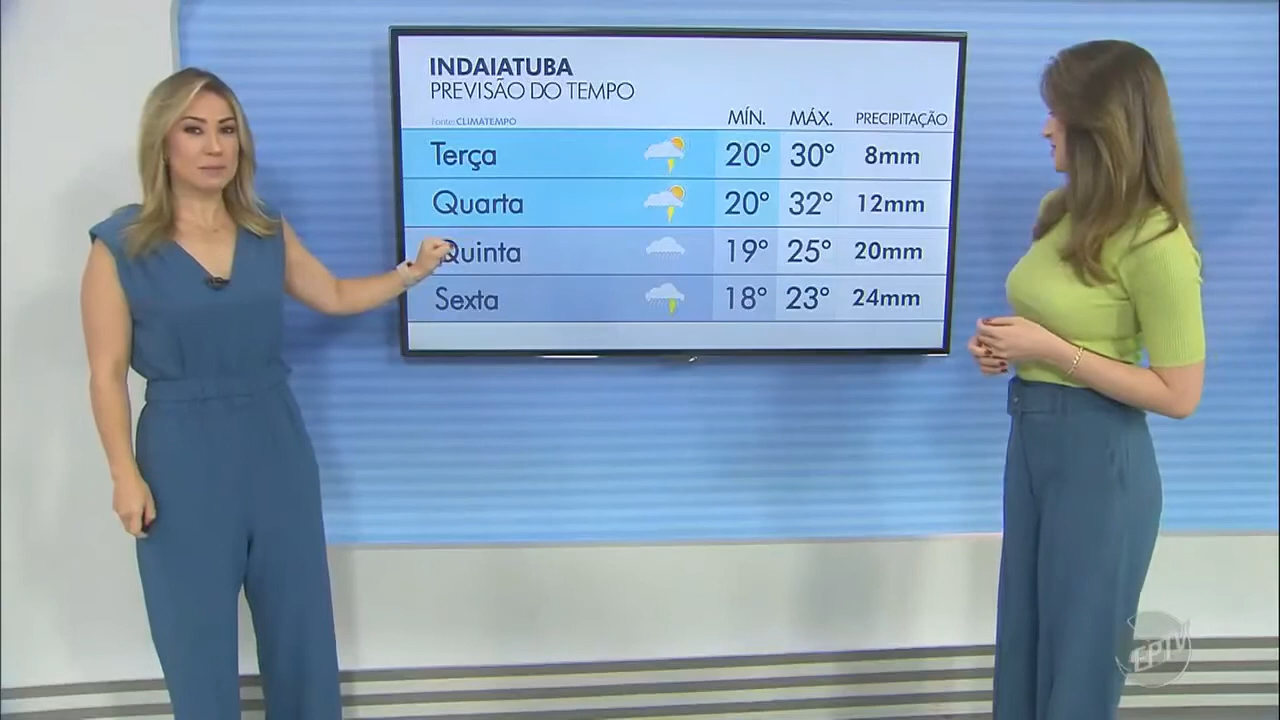 INDAIATUBA
PREVISÃO DO TEMPO
Fonte: CLIMATEMPO MÍN. MÁX. PRECIPITAÇÃO
Terça 20° 30° 8mm
Quarta 20° 32° 12mm
Quinta 19° 25° 20mm
Sexta 18° 23° 24mm
EPTV